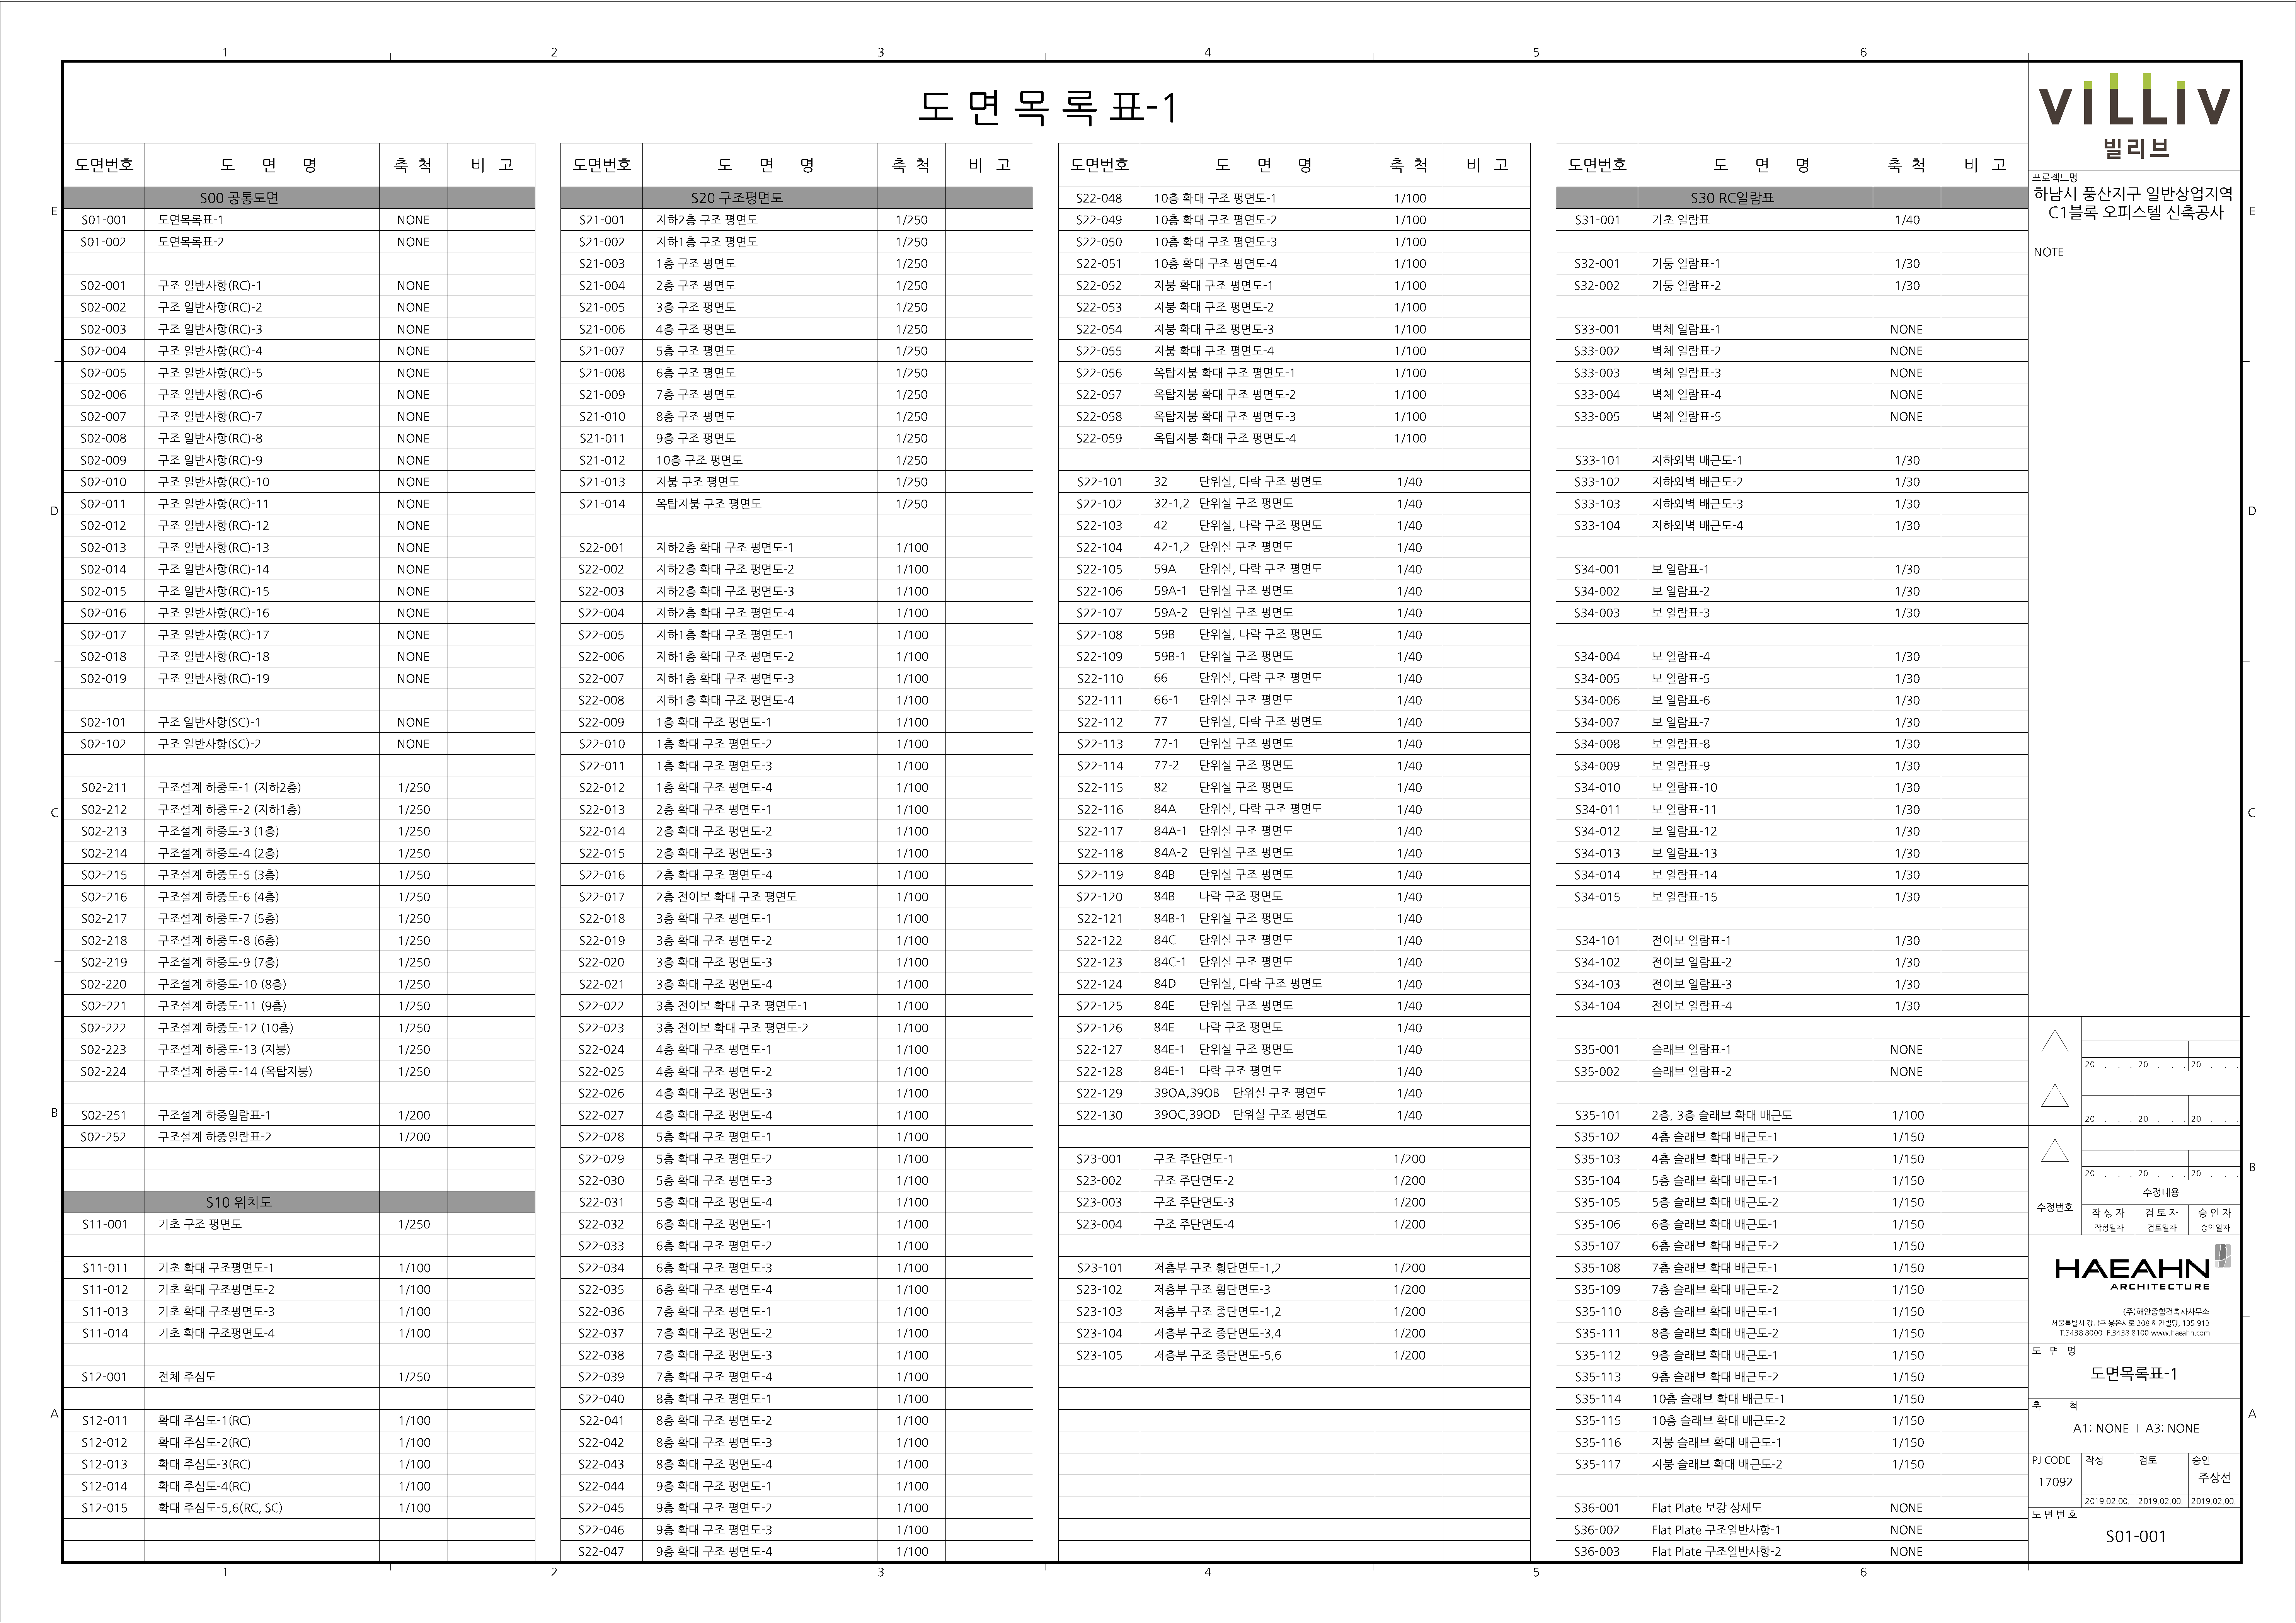 1 2 3 4 5 6
도 면 목 록 표-1
도면번호 도 면 명 축 척 비 고
S00 공통도면
S01-001 도면목록표-1 NONE
S01-002 도면목록표-2 NONE
S02-001 구조 일반사항(RC)-1 NONE
S02-002 구조 일반사항(RC)-2 NONE
S02-003 구조 일반사항(RC)-3 NONE
S02-004 구조 일반사항(RC)-4 NONE
S02-005 구조 일반사항(RC)-5 NONE
S02-006 구조 일반사항(RC)-6 NONE
S02-007 구조 일반사항(RC)-7 NONE
S02-008 구조 일반사항(RC)-8 NONE
S02-009 구조 일반사항(RC)-9 NONE
S02-010 구조 일반사항(RC)-10 NONE
S02-011 구조 일반사항(RC)-11 NONE
S02-012 구조 일반사항(RC)-12 NONE
S02-013 구조 일반사항(RC)-13 NONE
S02-014 구조 일반사항(RC)-14 NONE
S02-015 구조 일반사항(RC)-15 NONE
S02-016 구조 일반사항(RC)-16 NONE
S02-017 구조 일반사항(RC)-17 NONE
S02-018 구조 일반사항(RC)-18 NONE
S02-019 구조 일반사항(RC)-19 NONE
S02-101 구조 일반사항(SC)-1 NONE
S02-102 구조 일반사항(SC)-2 NONE
S02-211 구조설계 하중도-1 (지하2층) 1/250
S02-212 구조설계 하중도-2 (지하1층) 1/250
S02-213 구조설계 하중도-3 (1층) 1/250
S02-214 구조설계 하중도-4 (2층) 1/250
S02-215 구조설계 하중도-5 (3층) 1/250
S02-216 구조설계 하중도-6 (4층) 1/250
S02-217 구조설계 하중도-7 (5층) 1/250
S02-218 구조설계 하중도-8 (6층) 1/250
S02-219 구조설계 하중도-9 (7층) 1/250
S02-220 구조설계 하중도-10 (8층) 1/250
S02-221 구조설계 하중도-11 (9층) 1/250
S02-222 구조설계 하중도-12 (10층) 1/250
S02-223 구조설계 하중도-13 (지붕) 1/250
S02-224 구조설계 하중도-14 (옥탑지붕) 1/250
S02-251 구조설계 하중일람표-1 1/200
S02-252 구조설계 하중일람표-2 1/200
S10 위치도
S11-001 기초 구조 평면도 1/250
S11-011 기초 확대 구조평면도-1 1/100
S11-012 기초 확대 구조평면도-2 1/100
S11-013 기초 확대 구조평면도-3 1/100
S11-014 기초 확대 구조평면도-4 1/100
S12-001 전체 주심도 1/250
S12-011 확대 주심도-1(RC) 1/100
S12-012 확대 주심도-2(RC) 1/100
S12-013 확대 주심도-3(RC) 1/100
S12-014 확대 주심도-4(RC) 1/100
S12-015 확대 주심도-5,6(RC, SC) 1/100
도면번호 도 면 명 축 척 비 고
S20 구조평면도
S21-001 지하2층 구조 평면도 1/250
S21-002 지하1층 구조 평면도 1/250
S21-003 1층 구조 평면도 1/250
S21-004 2층 구조 평면도 1/250
S21-005 3층 구조 평면도 1/250
S21-006 4층 구조 평면도 1/250
S21-007 5층 구조 평면도 1/250
S21-008 6층 구조 평면도 1/250
S21-009 7층 구조 평면도 1/250
S21-010 8층 구조 평면도 1/250
S21-011 9층 구조 평면도 1/250
S21-012 10층 구조 평면도 1/250
S21-013 지붕 구조 평면도 1/250
S21-014 옥탑지붕 구조 평면도 1/250
S22-001 지하2층 확대 구조 평면도-1 1/100
S22-002 지하2층 확대 구조 평면도-2 1/100
S22-003 지하2층 확대 구조 평면도-3 1/100
S22-004 지하2층 확대 구조 평면도-4 1/100
S22-005 지하1층 확대 구조 평면도-1 1/100
S22-006 지하1층 확대 구조 평면도-2 1/100
S22-007 지하1층 확대 구조 평면도-3 1/100
S22-008 지하1층 확대 구조 평면도-4 1/100
S22-009 1층 확대 구조 평면도-1 1/100
S22-010 1층 확대 구조 평면도-2 1/100
S22-011 1층 확대 구조 평면도-3 1/100
S22-012 1층 확대 구조 평면도-4 1/100
S22-013 2층 확대 구조 평면도-1 1/100
S22-014 2층 확대 구조 평면도-2 1/100
S22-015 2층 확대 구조 평면도-3 1/100
S22-016 2층 확대 구조 평면도-4 1/100
S22-017 2층 전이보 확대 구조 평면도 1/100
S22-018 3층 확대 구조 평면도-1 1/100
S22-019 3층 확대 구조 평면도-2 1/100
S22-020 3층 확대 구조 평면도-3 1/100
S22-021 3층 확대 구조 평면도-4 1/100
S22-022 3층 전이보 확대 구조 평면도-1 1/100
S22-023 3층 전이보 확대 구조 평면도-2 1/100
S22-024 4층 확대 구조 평면도-1 1/100
S22-025 4층 확대 구조 평면도-2 1/100
S22-026 4층 확대 구조 평면도-3 1/100
S22-027 4층 확대 구조 평면도-4 1/100
S22-028 5층 확대 구조 평면도-1 1/100
S22-029 5층 확대 구조 평면도-2 1/100
S22-030 5층 확대 구조 평면도-3 1/100
S22-031 5층 확대 구조 평면도-4 1/100
S22-032 6층 확대 구조 평면도-1 1/100
S22-033 6층 확대 구조 평면도-2 1/100
S22-034 6층 확대 구조 평면도-3 1/100
S22-035 6층 확대 구조 평면도-4 1/100
S22-036 7층 확대 구조 평면도-1 1/100
S22-037 7층 확대 구조 평면도-2 1/100
S22-038 7층 확대 구조 평면도-3 1/100
S22-039 7층 확대 구조 평면도-4 1/100
S22-040 8층 확대 구조 평면도-1 1/100
S22-041 8층 확대 구조 평면도-2 1/100
S22-042 8층 확대 구조 평면도-3 1/100
S22-043 8층 확대 구조 평면도-4 1/100
S22-044 9층 확대 구조 평면도-1 1/100
S22-045 9층 확대 구조 평면도-2 1/100
S22-046 9층 확대 구조 평면도-3 1/100
S22-047 9층 확대 구조 평면도-4 1/100
도면번호 도 면 명 축 척 비 고
S22-048 10층 확대 구조 평면도-1 1/100
S22-049 10층 확대 구조 평면도-2 1/100
S22-050 10층 확대 구조 평면도-3 1/100
S22-051 10층 확대 구조 평면도-4 1/100
S22-052 지붕 확대 구조 평면도-1 1/100
S22-053 지붕 확대 구조 평면도-2 1/100
S22-054 지붕 확대 구조 평면도-3 1/100
S22-055 지붕 확대 구조 평면도-4 1/100
S22-056 옥탑지붕 확대 구조 평면도-1 1/100
S22-057 옥탑지붕 확대 구조 평면도-2 1/100
S22-058 옥탑지붕 확대 구조 평면도-3 1/100
S22-059 옥탑지붕 확대 구조 평면도-4 1/100
S22-101 32 단위실, 다락 구조 평면도 1/40
S22-102 32-1,2 단위실 구조 평면도 1/40
S22-103 42 단위실, 다락 구조 평면도 1/40
S22-104 42-1,2 단위실 구조 평면도 1/40
S22-105 59A 단위실, 다락 구조 평면도 1/40
S22-106 59A-1 단위실 구조 평면도 1/40
S22-107 59A-2 단위실 구조 평면도 1/40
S22-108 59B 단위실, 다락 구조 평면도 1/40
S22-109 59B-1 단위실 구조 평면도 1/40
S22-110 66 단위실, 다락 구조 평면도 1/40
S22-111 66-1 단위실 구조 평면도 1/40
S22-112 77 단위실, 다락 구조 평면도 1/40
S22-113 77-1 단위실 구조 평면도 1/40
S22-114 77-2 단위실 구조 평면도 1/40
S22-115 82 단위실 구조 평면도 1/40
S22-116 84A 단위실, 다락 구조 평면도 1/40
S22-117 84A-1 단위실 구조 평면도 1/40
S22-118 84A-2 단위실 구조 평면도 1/40
S22-119 84B 단위실 구조 평면도 1/40
S22-120 84B 다락 구조 평면도 1/40
S22-121 84B-1 단위실 구조 평면도 1/40
S22-122 84C 단위실 구조 평면도 1/40
S22-123 84C-1 단위실 구조 평면도 1/40
S22-124 84D 단위실, 다락 구조 평면도 1/40
S22-125 84E 단위실 구조 평면도 1/40
S22-126 84E 다락 구조 평면도 1/40
S22-127 84E-1 단위실 구조 평면도 1/40
S22-128 84E-1 다락 구조 평면도 1/40
S22-129 39OA,39OB 단위실 구조 평면도 1/40
S22-130 39OC,39OD 단위실 구조 평면도 1/40
S23-001 구조 주단면도-1 1/200
S23-002 구조 주단면도-2 1/200
S23-003 구조 주단면도-3 1/200
S23-004 구조 주단면도-4 1/200
S23-101 저층부 구조 횡단면도-1,2 1/200
S23-102 저층부 구조 횡단면도-3 1/200
S23-103 저층부 구조 종단면도-1,2 1/200
S23-104 저층부 구조 종단면도-3,4 1/200
S23-105 저층부 구조 종단면도-5,6 1/200
도면번호 도 면 명 축 척 비 고
S30 RC일람표
S31-001 기초 일람표 1/40
S32-001 기둥 일람표-1 1/30
S32-002 기둥 일람표-2 1/30
S33-001 벽체 일람표-1 NONE
S33-002 벽체 일람표-2 NONE
S33-003 벽체 일람표-3 NONE
S33-004 벽체 일람표-4 NONE
S33-005 벽체 일람표-5 NONE
S33-101 지하외벽 배근도-1 1/30
S33-102 지하외벽 배근도-2 1/30
S33-103 지하외벽 배근도-3 1/30
S33-104 지하외벽 배근도-4 1/30
S34-001 보 일람표-1 1/30
S34-002 보 일람표-2 1/30
S34-003 보 일람표-3 1/30
S34-004 보 일람표-4 1/30
S34-005 보 일람표-5 1/30
S34-006 보 일람표-6 1/30
S34-007 보 일람표-7 1/30
S34-008 보 일람표-8 1/30
S34-009 보 일람표-9 1/30
S34-010 보 일람표-10 1/30
S34-011 보 일람표-11 1/30
S34-012 보 일람표-12 1/30
S34-013 보 일람표-13 1/30
S34-014 보 일람표-14 1/30
S34-015 보 일람표-15 1/30
S34-101 전이보 일람표-1 1/30
S34-102 전이보 일람표-2 1/30
S34-103 전이보 일람표-3 1/30
S34-104 전이보 일람표-4 1/30
S35-001 슬래브 일람표-1 NONE
S35-002 슬래브 일람표-2 NONE
S35-101 2층, 3층 슬래브 확대 배근도 1/100
S35-102 4층 슬래브 확대 배근도-1 1/150
S35-103 4층 슬래브 확대 배근도-2 1/150
S35-104 5층 슬래브 확대 배근도-1 1/150
S35-105 5층 슬래브 확대 배근도-2 1/150
S35-106 6층 슬래브 확대 배근도-1 1/150
S35-107 6층 슬래브 확대 배근도-2 1/150
S35-108 7층 슬래브 확대 배근도-1 1/150
S35-109 7층 슬래브 확대 배근도-2 1/150
S35-110 8층 슬래브 확대 배근도-1 1/150
S35-111 8층 슬래브 확대 배근도-2 1/150
S35-112 9층 슬래브 확대 배근도-1 1/150
S35-113 9층 슬래브 확대 배근도-2 1/150
S35-114 10층 슬래브 확대 배근도-1 1/150
S35-115 10층 슬래브 확대 배근도-2 1/150
S35-116 지붕 슬래브 확대 배근도-1 1/150
S35-117 지붕 슬래브 확대 배근도-2 1/150
S36-001 Flat Plate 보강 상세도 NONE
S36-002 Flat Plate 구조일반사항-1 NONE
S36-003 Flat Plate 구조일반사항-2 NONE
VILLIV
빌리브
프로젝트명
하남시 풍산지구 일반상업지역
C1블록 오피스텔 신축공사
NOTE
20 . . . 20 . . . 20 . . .
20 . . . 20 . . . 20 . . .
20 . . . 20 . . . 20 . . .
수정번호 수정내용
작 성 자 검 토 자 승 인 자
작성일자 검토일자 승인일자
HAEAHN
ARCHITECTURE
(주)해안종합건축사사무소
서울특별시 강남구 봉은사로 208 해안빌딩, 135-913
T.3438 8000 F.3438 8100 www.haeahn.com
도 면 명
도면목록표-1
축 척
A1: NONE I A3: NONE
PJ CODE 작성 검토 승인
17092 주상선
2019.02.00. 2019.02.00. 2019.02.00.
도 면 번 호
S01-001
E E
D D
C C
B B
A A
1 2 3 4 5 6